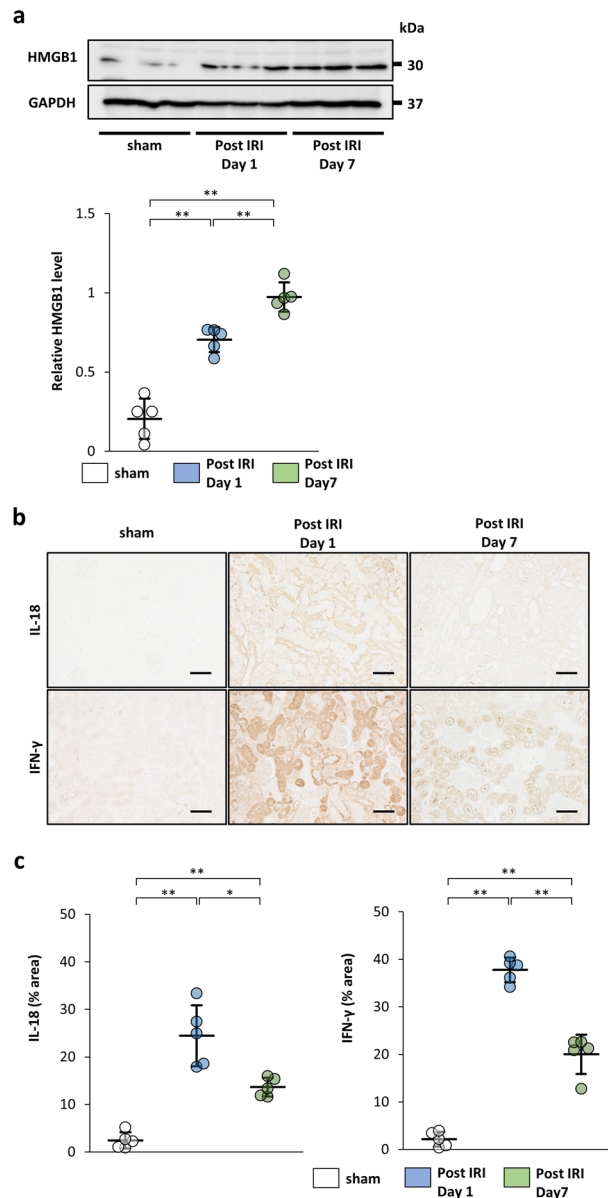 a
kDa
HMGB1
30
GAPDH
37
sham
Post IRI
Day 1
Post IRI
Day 7
**
** **
Relative HMGB1 level
1.5
1
0.5
0
sham
Post IRI
Day 1
Post IRI
Day7
b
sham
Post IRI
Day 1
Post IRI
Day 7
IL-18
IFN-γ
c
**
** *
IL-18 (% area)
50
40
30
20
10
0
**
** **
IFN-γ (% area)
50
40
30
20
10
0
sham
Post IRI
Day 1
Post IRI
Day7